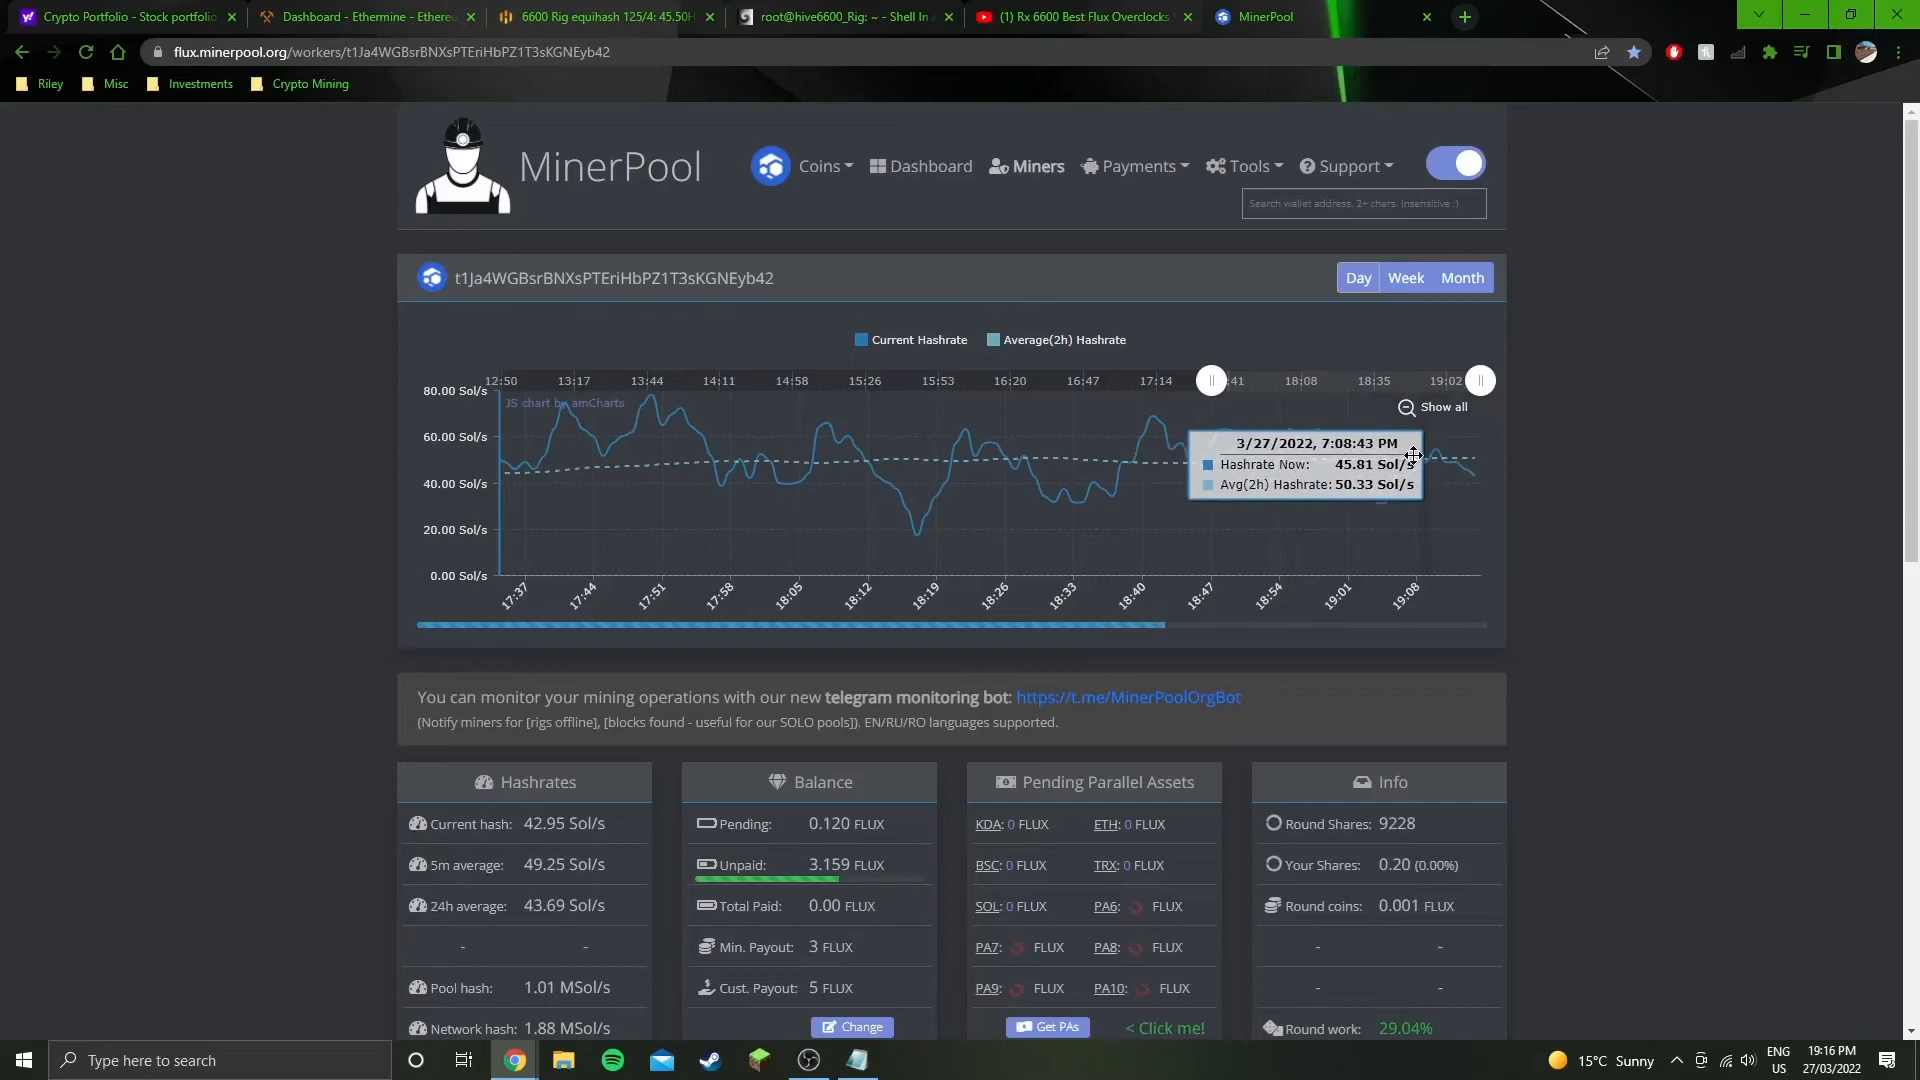 Crypto Portfolio - Stock portfolio
Dashboard - Ethermine - Ethereu
6600 Rig equihash 125/4: 45.50H
root@hive6600_Rig: ~ - Shell In A
(1) Rx 6600 Best Flux Overclocks
MinerPool
flux.minerpool.org/workers/t1Ja4WGBsrBNXsPTEriHbPZ1T3sKGNEyb42
Riley
Misc
Investments
Crypto Mining
MinerPool
Coins
Dashboard
Miners
Payments
Tools
Support
Search wallet address. 2+ chars. Insensitive :)
t1Ja4WGBsrBNXsPTEriHbPZ1T3sKGNEyb42
Day
Week
Month
Current Hashrate
Average(2h) Hashrate
12:50 13:17 13:44 14:11 14:58 15:26 15:53 16:20 16:47 17:14 :41 18:08 18:35 19:02
80.00 Sol/s
JS chart by amCharts
Show all
60.00 Sol/s
3/27/2022, 7:08:43 PM
Hashrate Now: 45.81 Sol/s
Avg(2h) Hashrate: 50.33 Sol/s
40.00 Sol/s
20.00 Sol/s
0.00 Sol/s
17:37 17:44 17:51 17:58 18:05 18:12 18:19 18:26 18:33 18:40 18:47 18:54 19:01 19:08
You can monitor your mining operations with our new telegram monitoring bot: https://t.me/MinerPoolOrgBot
(Notify miners for [rigs offline], [blocks found - useful for our SOLO pools]). EN/RU/RO languages supported.
Hashrates
Current hash: 42.95 Sol/s
5m average: 49.25 Sol/s
24h average: 43.69 Sol/s
- -
Pool hash: 1.01 MSol/s
Network hash: 1.88 MSol/s
Balance
Pending: 0.120 FLUX
Unpaid: 3.159 FLUX
Total Paid: 0.00 FLUX
Min. Payout: 3 FLUX
Cust. Payout: 5 FLUX
Change
Pending Parallel Assets
KDA: 0 FLUX ETH: 0 FLUX
BSC: 0 FLUX TRX: 0 FLUX
SOL: 0 FLUX PA6: FLUX
PA7: FLUX PA8: FLUX
PA9: FLUX PA10: FLUX
Get PAs < Click me!
Info
Round Shares: 9228
Your Shares: 0.20 (0.00%)
Round coins: 0.001 FLUX
- -
- -
Round work: 29.04%
Type here to search
15°C Sunny
ENG
US
19:16 PM
27/03/2022